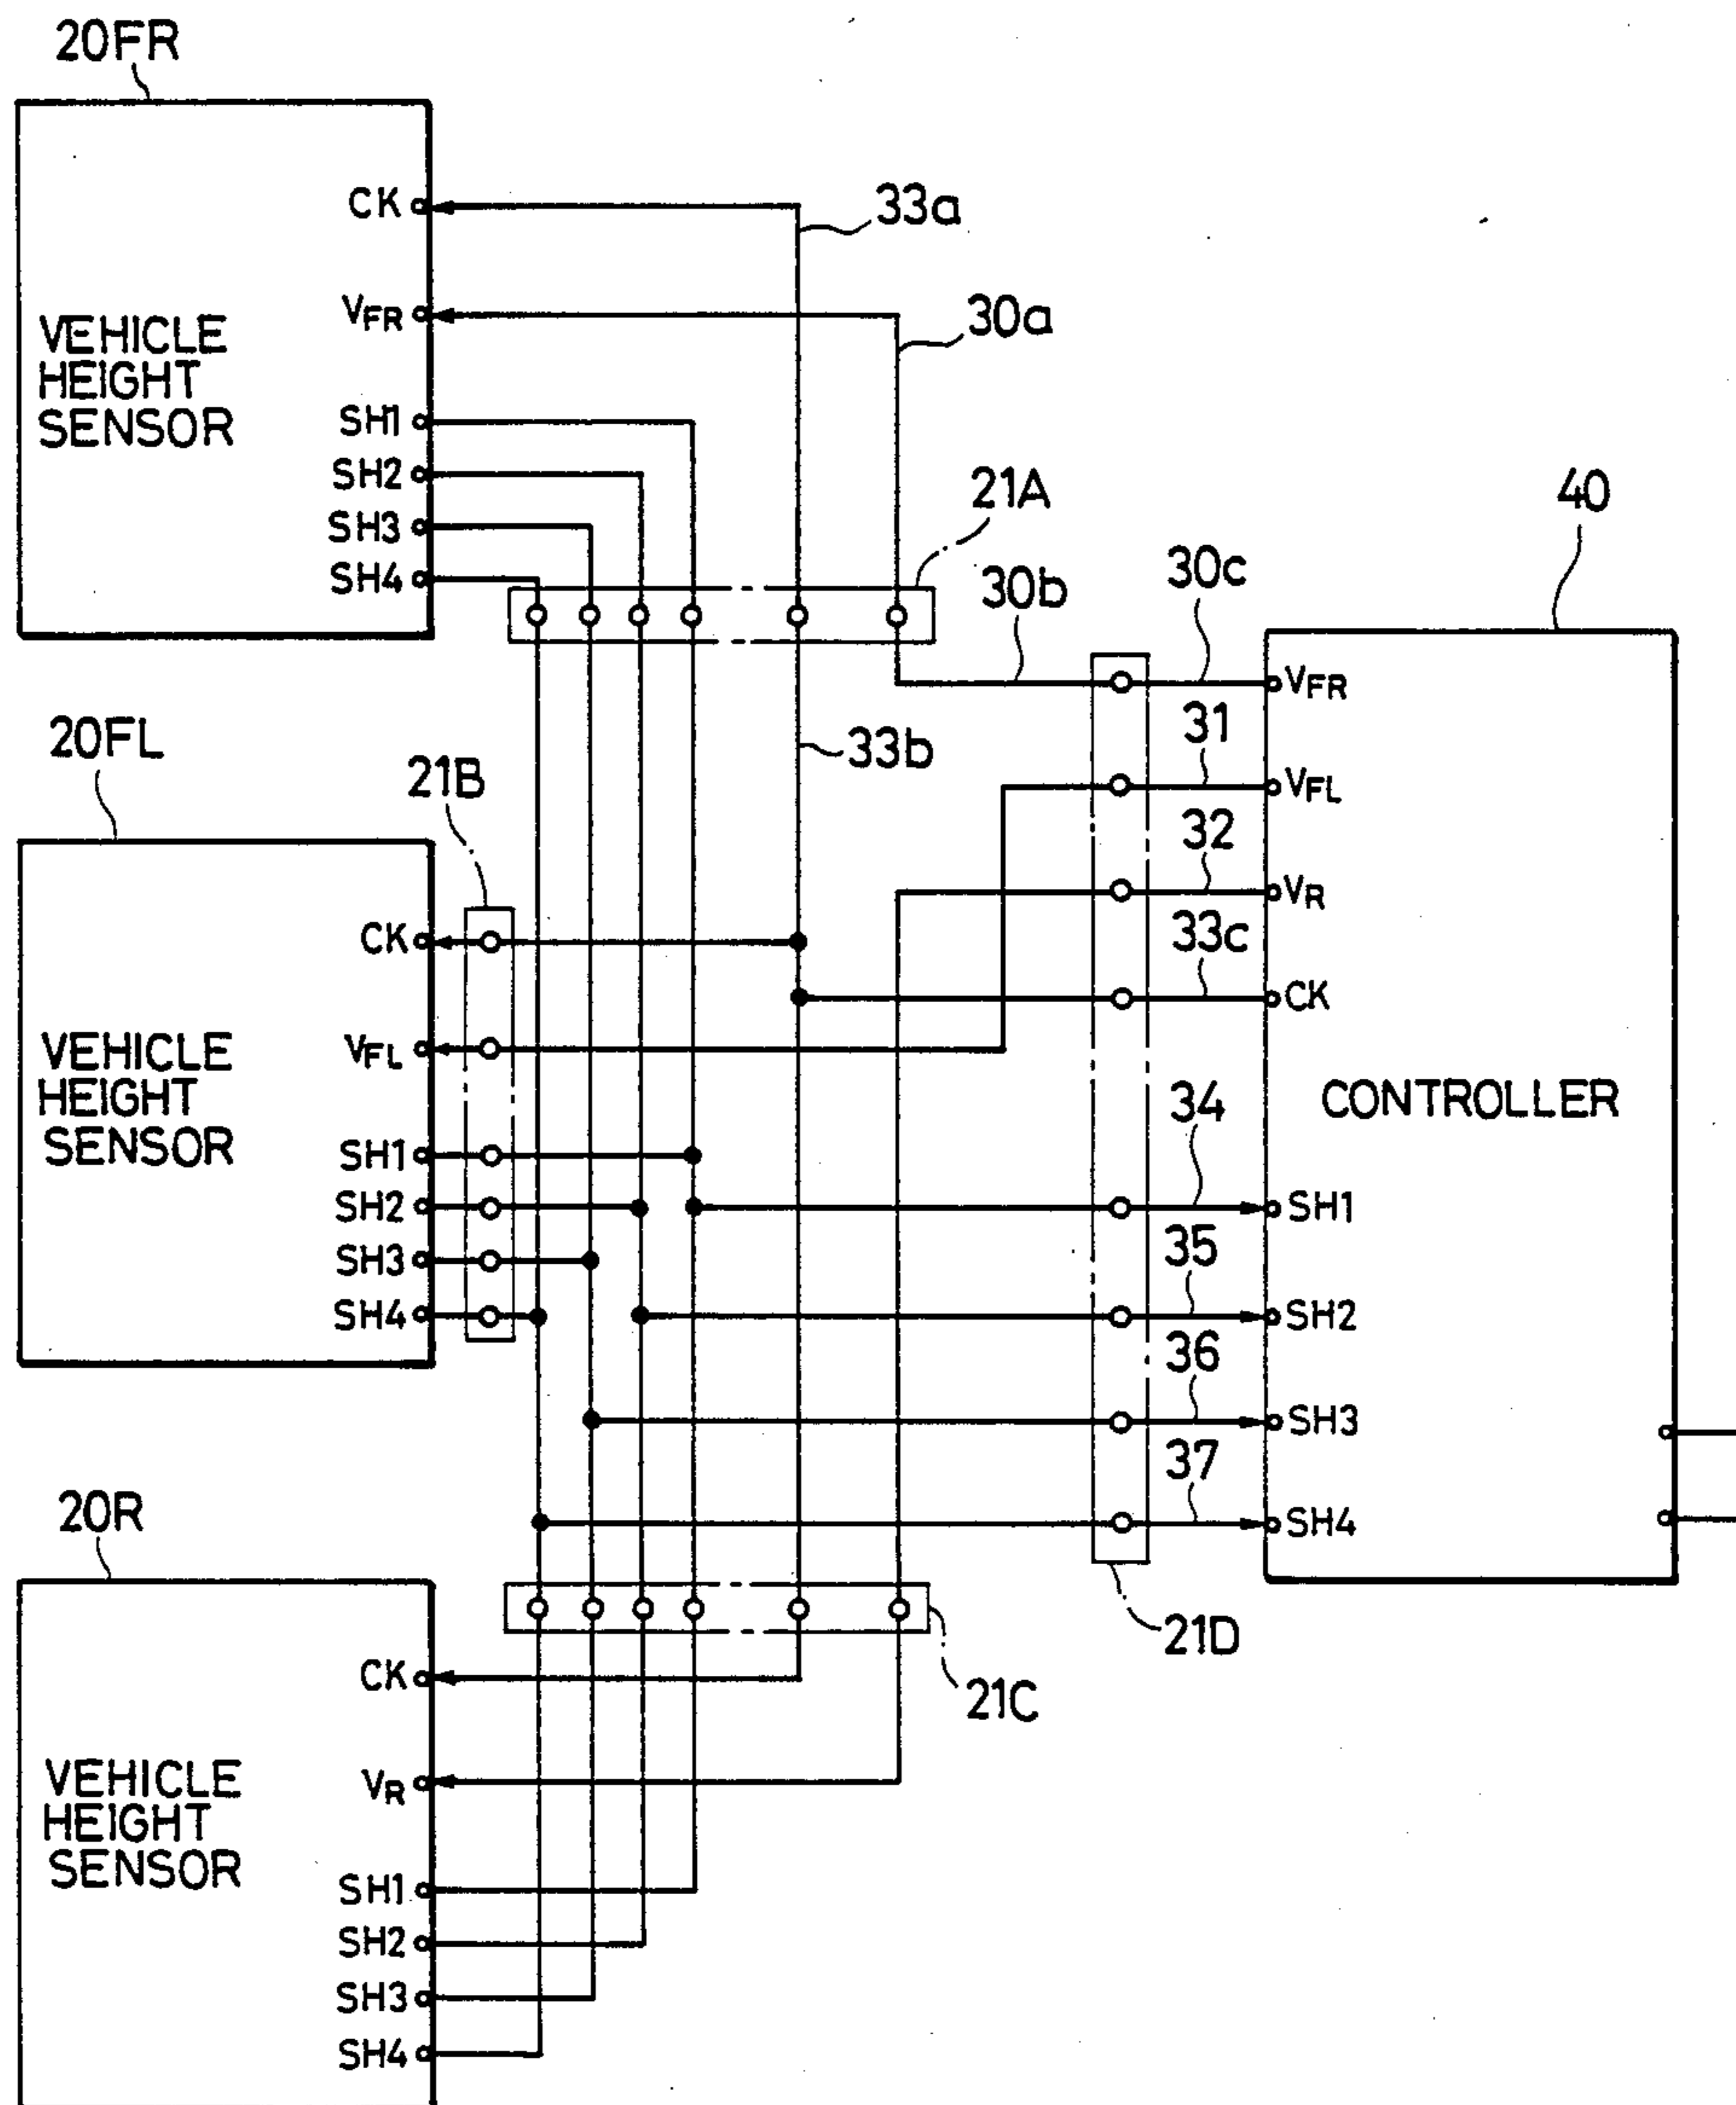 20FR
CK
33a
VFR
30a
VEHICLE
HEIGHT
SENSOR
SH1
SH2
SH3
SH4
21A
40
30b
30c
VFR
20FL
21B
33b
31
VFL
32
VR
CK
33c
CK
VFL
VEHICLE
HEIGHT
SENSOR
CONTROLLER
34
SH1
SH2
SH3
SH4
SH1
35
SH2
36
SH3
37
SH4
20R
21D
CK
21C
VR
VEHICLE
HEIGHT
SENSOR
SH1
SH2
SH3
SH4